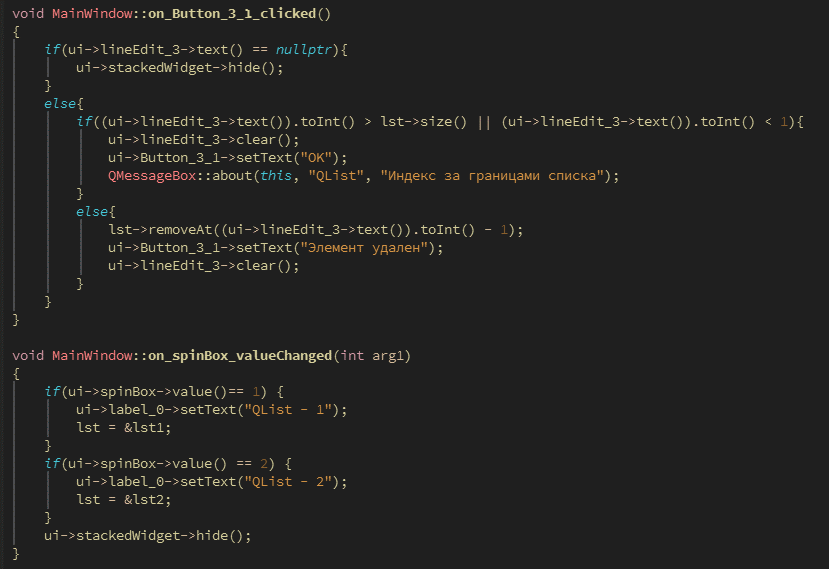 void MainWindow::on_Button_3_1_clicked()
{
    if(ui->lineEdit_3->text() == nullptr){
        ui->stackedWidget->hide();
    }
    else{
        if((ui->lineEdit_3->text()).toInt() > lst->size() || (ui->lineEdit_3->text()).toInt() < 1){
            ui->lineEdit_3->clear();
            ui->Button_3_1->setText("OK");
            QMessageBox::about(this, "QList", "Индекс за границами списка");
        }
        else{
            lst->removeAt((ui->lineEdit_3->text()).toInt() - 1);
            ui->Button_3_1->setText("Элемент удален");
            ui->lineEdit_3->clear();
        }
    }
}

void MainWindow::on_spinBox_valueChanged(int arg1)
{
    if(ui->spinBox->value()== 1) {
        ui->label_0->setText("QList - 1");
        lst = &lst1;
    }
    if(ui->spinBox->value() == 2) {
        ui->label_0->setText("QList - 2");
        lst = &lst2;
    }
    ui->stackedWidget->hide();
}